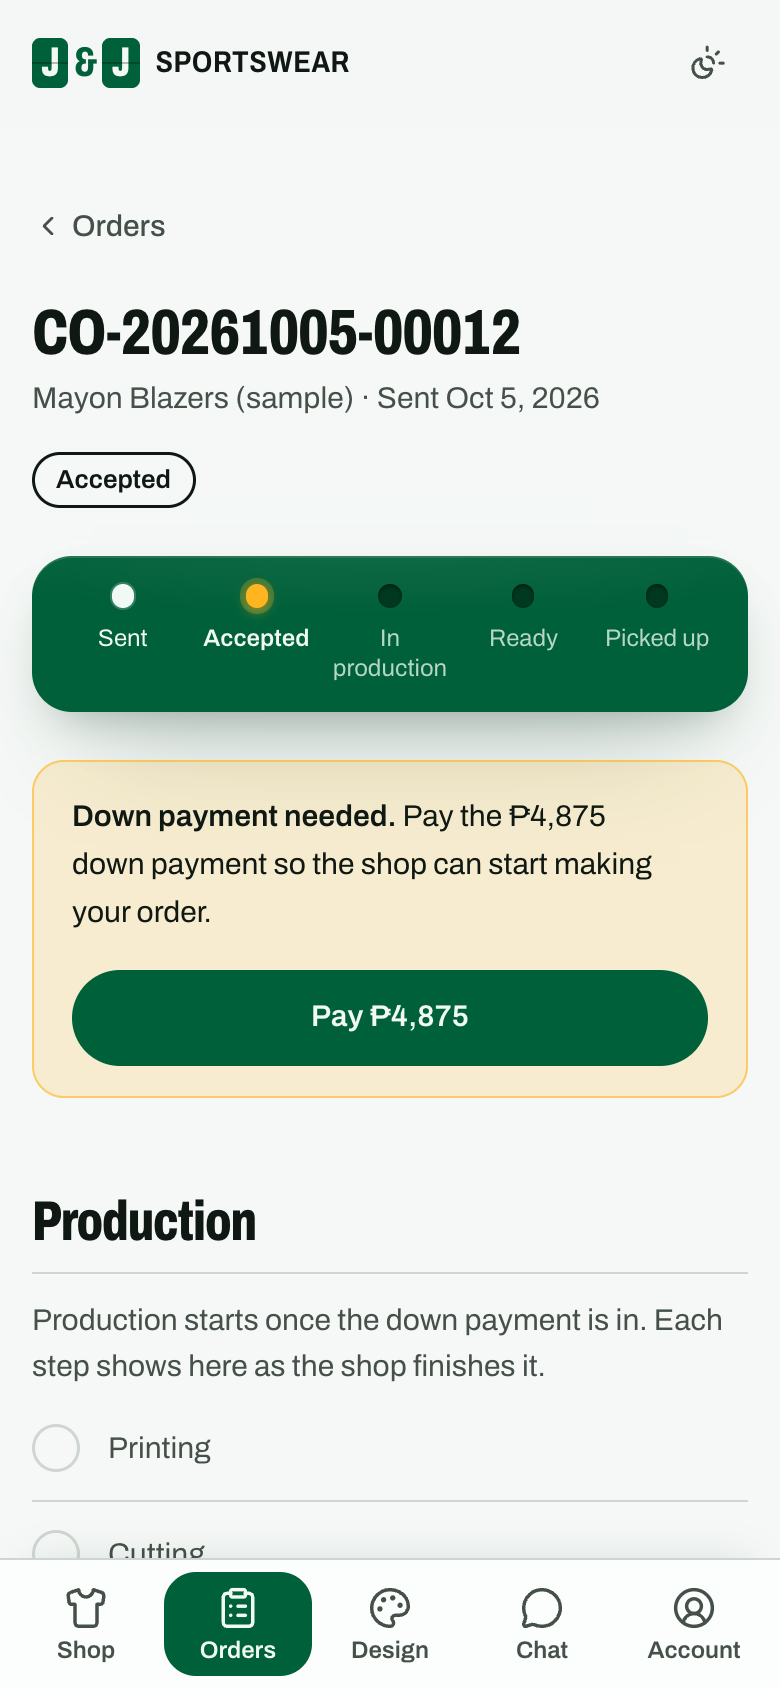 J & J SPORTSWEAR
Orders
CO-20261005-00012
Mayon Blazers (sample) · Sent Oct 5, 2026
Accepted
Sent
Accepted
In
production
Ready
Picked up
Down payment needed. Pay the ₱4,875
down payment so the shop can start making
your order.
Pay ₱4,875
Production
Production starts once the down payment is in. Each
step shows here as the shop finishes it.
Printing
Cutting
Shop
Orders
Design
Chat
Account